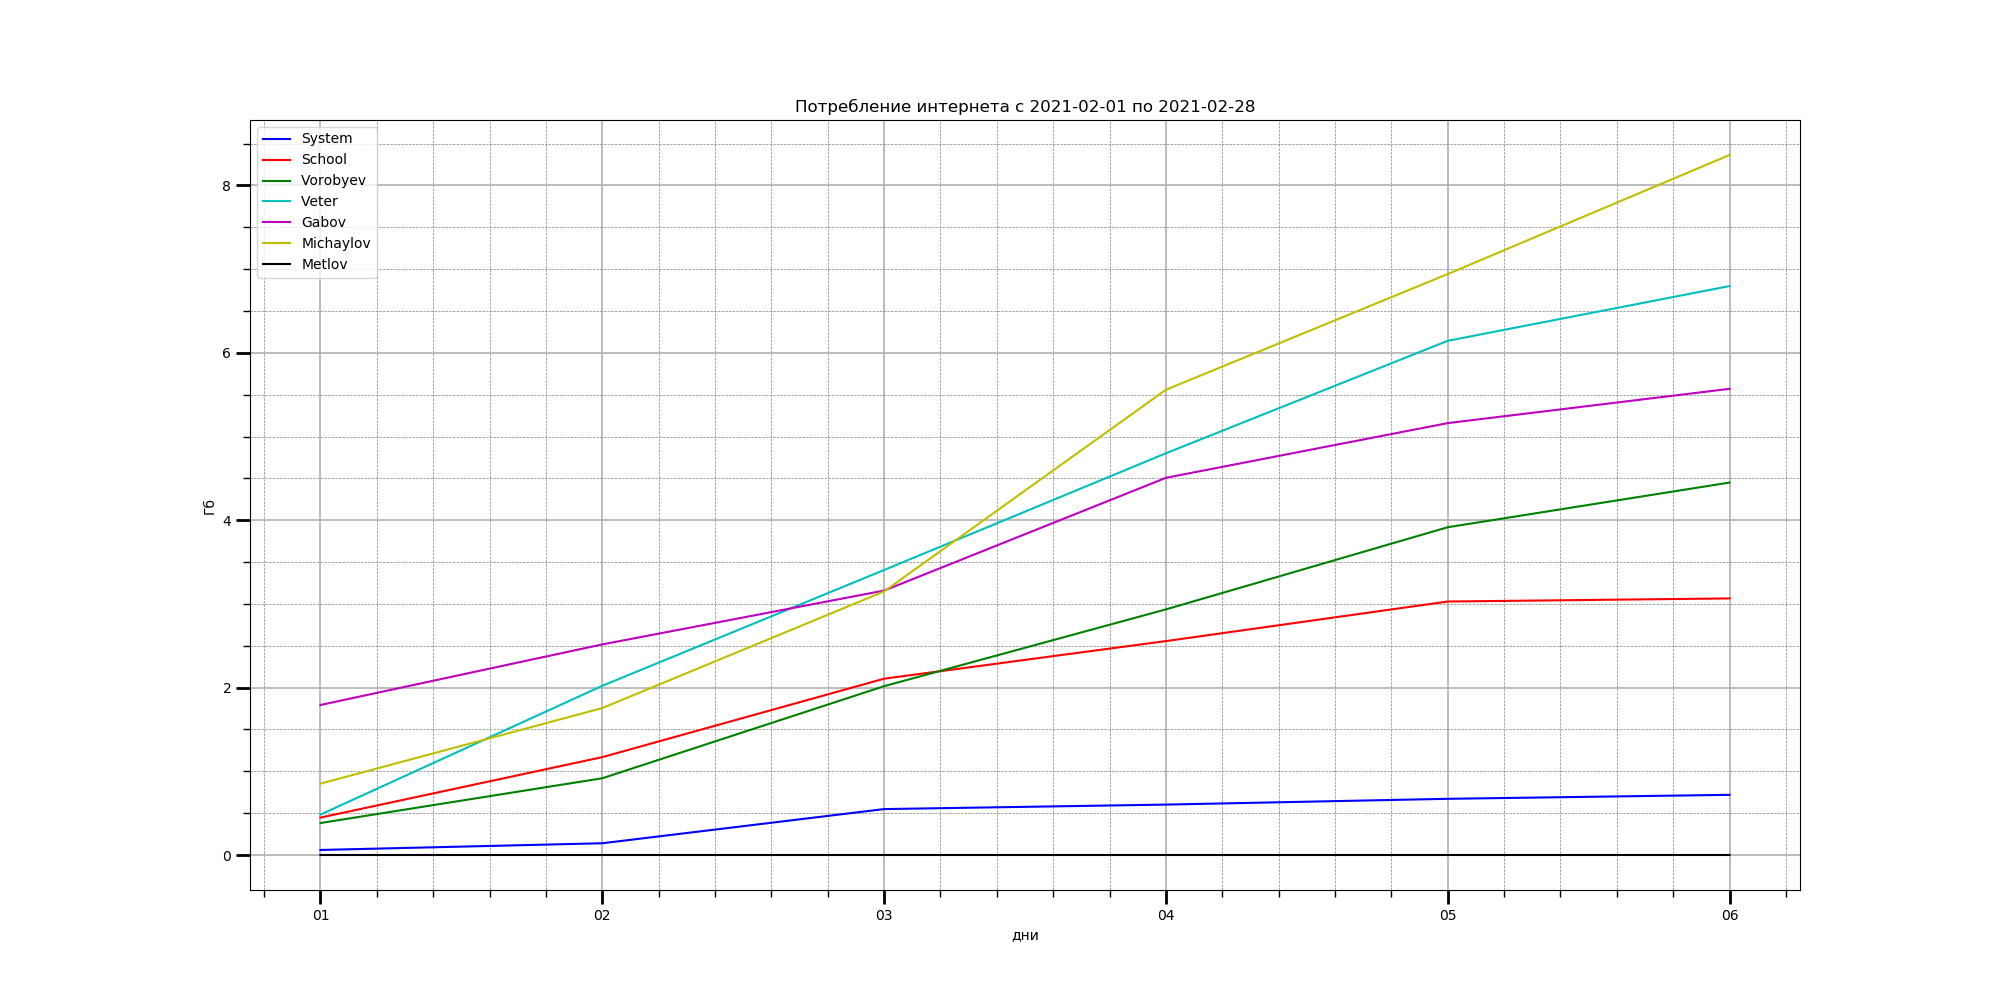 Потребление интернета с 2021-02-01 по 2021-02-28
System
School
Vorobyev
Veter
Gabov
Michaylov
Metlov
8
6
4
2
0
Гб
01 02 03 04 05 06
дни